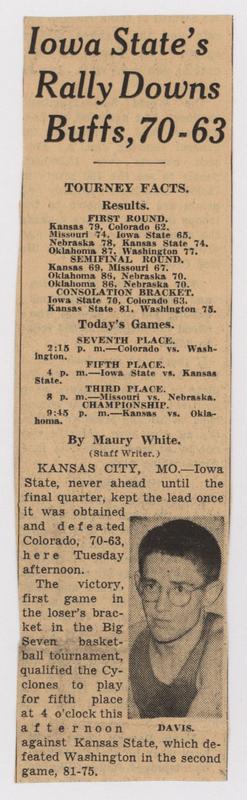 Iowa State's
Rally Downs
Buffs, 70-63
TOURNEY FACTS.
Results.
FIRST ROUND.
Kansas 79, Colorado 62.
Missouri 74, Iowa State 65.
Nebraska 78, Kansas State 74.
Oklahoma 87, Washington 77.
SEMIFINAL ROUND.
Kansas 69, Missouri 67.
Oklahoma 86, Nebraska 70.
Oklahoma 86, Nebraska 70.
CONSOLATION BRACKET.
Iowa State 70, Colorado 63.
Kansas State 81, Washington 75.
Today's Games.
SEVENTH PLACE.
2:15 p. m.—Colorado vs. Wash-
ington.
FIFTH PLACE.
4 p. m.—Iowa State vs. Kansas
State.
THIRD PLACE.
8 p. m.—Missouri vs. Nebraska.
CHAMPIONSHIP.
9:45 p. m.—Kansas vs. Okla-
homa.
By Maury White.
(Staff Writer.)
KANSAS CITY, MO.—Iowa
State, never ahead until the
final quarter, kept the lead once
it was obtained
and defeated
Colorado, 70-63,
here Tuesday
afternoon.
The victory,
first game in
the loser's brac-
ket in the Big
Seven basket-
ball tournament,
qualified the Cy-
clones to play
for fifth place
at 4 o'clock this
afternoon
DAVIS.
against Kansas State, which de-
feated Washington in the second
game, 81-75.